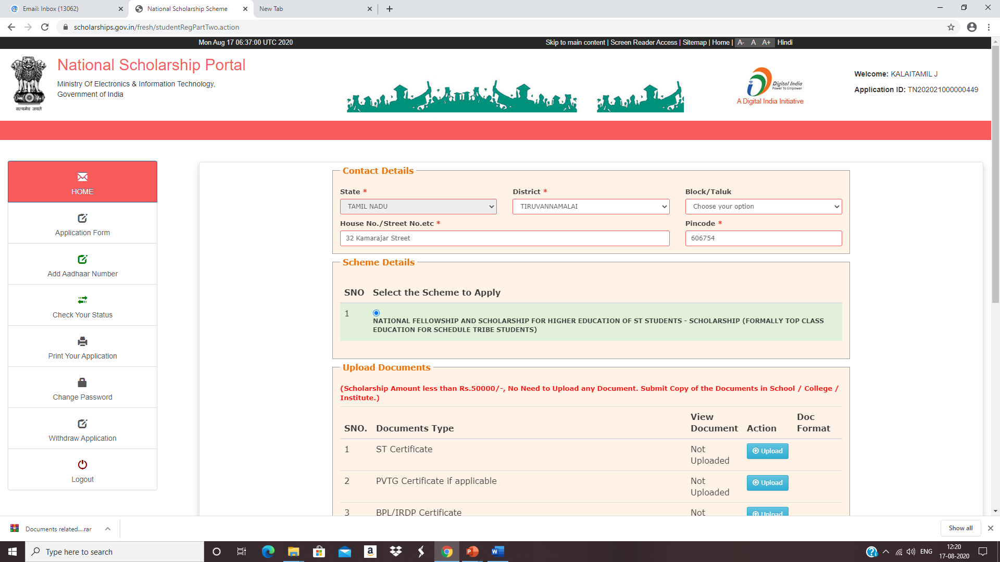 Email: Inbox (13062)
National Scholarship Scheme
New Tab
scholarships.gov.in/fresh/studentRegPartTwo.action
Mon Aug 17 06:37:00 UTC 2020
Skip to main content | Screen Reader Access | Sitemap | Home | A- A A+ Hindi
National Scholarship Portal
Ministry Of Electronics & Information Technology,
Government of India
सत्यमेव जयते
Digital India
Power To Empower
A Digital India Initiative
Welcome: KALAITAMIL J
Application ID: TN202021000000449
HOME
Application Form
Add Aadhaar Number
Check Your Status
Print Your Application
Change Password
Withdraw Application
Logout
Contact Details
State * District * Block/Taluk
TAMIL NADU TIRUVANNAMALAI Choose your option
House No./Street No.etc * Pincode *
32 Kamarajar Street 606754
Scheme Details
SNO Select the Scheme to Apply
1
NATIONAL FELLOWSHIP AND SCHOLARSHIP FOR HIGHER EDUCATION OF ST STUDENTS - SCHOLARSHIP (FORMALLY TOP CLASS
EDUCATION FOR SCHEDULE TRIBE STUDENTS)
Upload Documents
(Scholarship Amount less than Rs.50000/-, No Need to Upload any Document. Submit Copy of the Documents in School / College /
Institute.)
SNO. Documents Type View Document Action Doc Format
1 ST Certificate Not Uploaded Upload
2 PVTG Certificate if applicable Not Uploaded Upload
3 BPL/IRDP Certificate Not Upload
Documents related....rar
Show all
Type here to search
ENG
12:20
17-08-2020